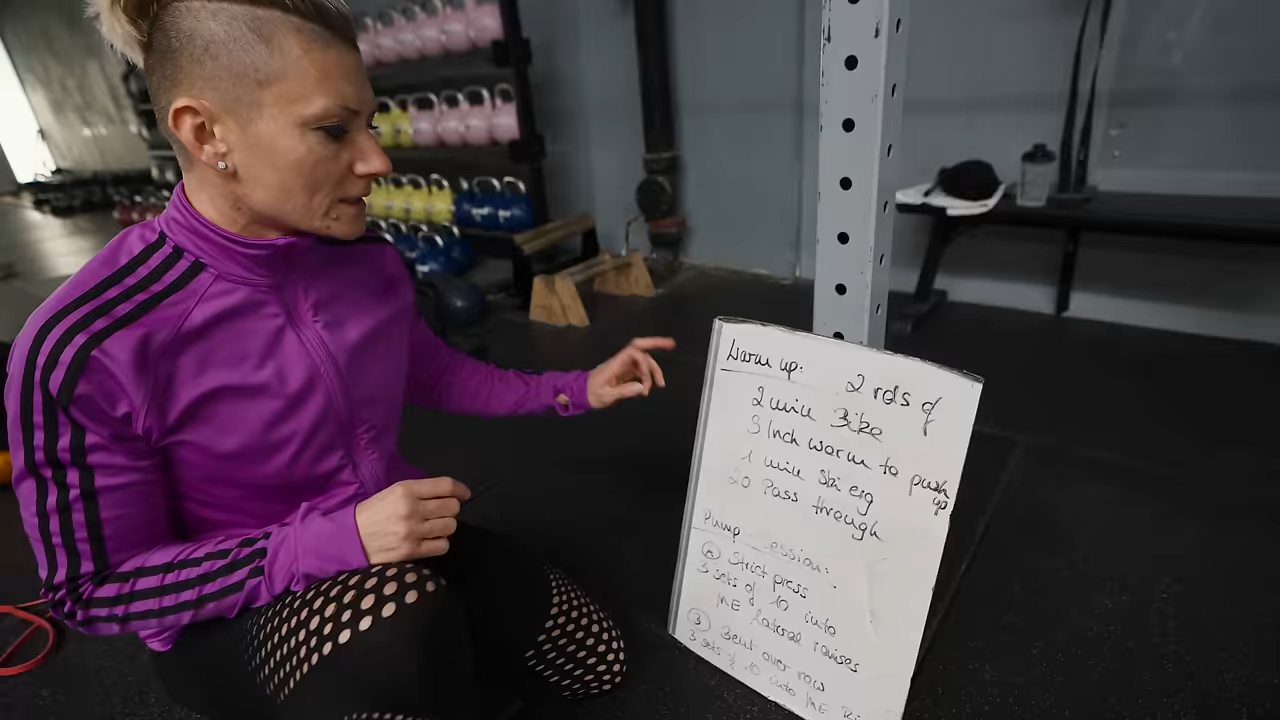 Warm up: 2 rds of
2 min Bike
3 Inch worm to push up
1 min Ski erg
20 Pass through
Pump ession:
A Strict press
3 sets of 10 into
ME lateral raises
B Bent over row
3 sets of 10 into ME